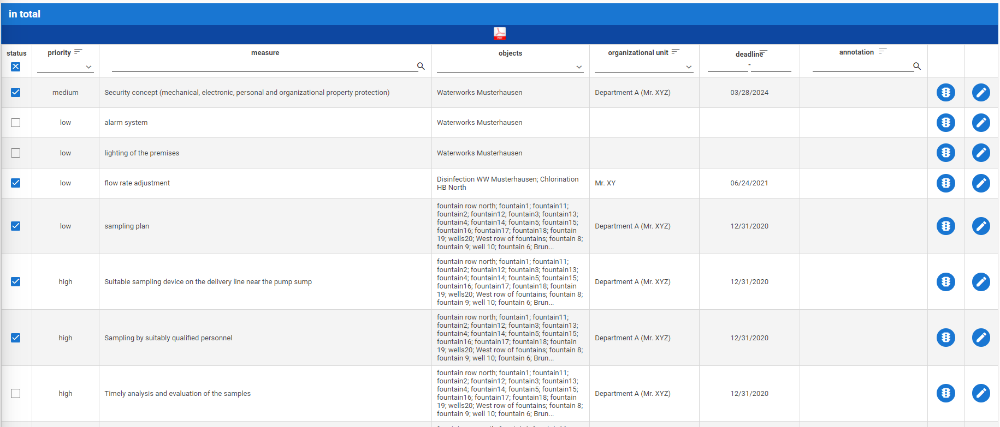 in total
status
priority
measure
objects
organizational unit
deadline
annotation
-
medium
Security concept (mechanical, electronic, personal and organizational property protection)
Waterworks Musterhausen
Department A (Mr. XYZ)
03/28/2024
low
alarm system
Waterworks Musterhausen
low
lighting of the premises
Waterworks Musterhausen
low
flow rate adjustment
Disinfection WW Musterhausen; Chlorination
HB North
Mr. XY
06/24/2021
low
sampling plan
fountain row north; fountain1; fountain11;
fountain2; fountain12; fountain3; fountain13;
fountain4; fountain14; fountain5; fountain15;
fountain16; fountain17; fountain18; fountain
19; wells20; West row of fountains; fountain 8;
fountain 9; well 10; fountain 6; Brun...
Department A (Mr. XYZ)
12/31/2020
high
Suitable sampling device on the delivery line near the pump sump
fountain row north; fountain1; fountain11;
fountain2; fountain12; fountain3; fountain13;
fountain4; fountain14; fountain5; fountain15;
fountain16; fountain17; fountain18; fountain
19; wells20; West row of fountains; fountain 8;
fountain 9; well 10; fountain 6; Brun...
Department A (Mr. XYZ)
12/31/2020
high
Sampling by suitably qualified personnel
fountain row north; fountain1; fountain11;
fountain2; fountain12; fountain3; fountain13;
fountain4; fountain14; fountain5; fountain15;
fountain16; fountain17; fountain18; fountain
19; wells20; West row of fountains; fountain 8;
fountain 9; well 10; fountain 6; Brun...
Department A (Mr. XYZ)
12/31/2020
high
Timely analysis and evaluation of the samples
fountain row north; fountain1; fountain11;
fountain2; fountain12; fountain3; fountain13;
fountain4; fountain14; fountain5; fountain15;
fountain16; fountain17; fountain18; fountain
19; wells20; West row of fountains; fountain 8;
fountain 9; well 10; fountain 6; Brun...
Department A (Mr. XYZ)
12/31/2020